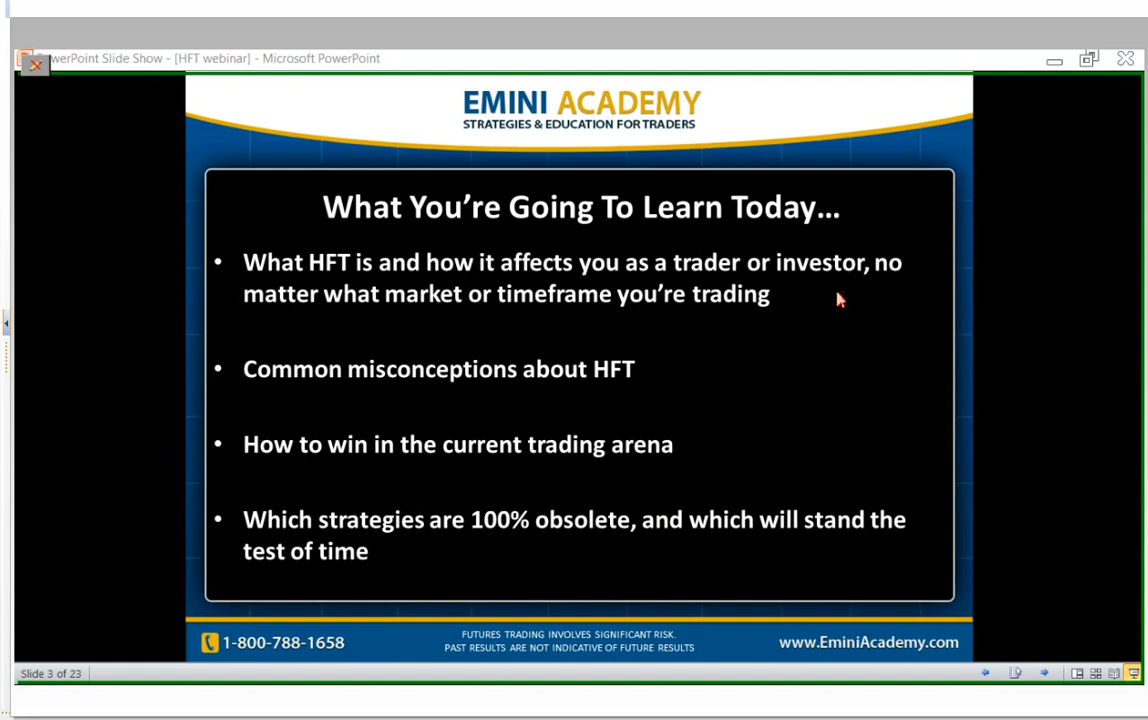 werPoint Slide Show - [HFT webinar] - Microsoft PowerPoint
EMINI ACADEMY
STRATEGIES & EDUCATION FOR TRADERS
What You’re Going To Learn Today...
• What HFT is and how it affects you as a trader or investor, no
matter what market or timeframe you’re trading
• Common misconceptions about HFT
• How to win in the current trading arena
• Which strategies are 100% obsolete, and which will stand the
test of time
1-800-788-1658
FUTURES TRADING INVOLVES SIGNIFICANT RISK.
PAST RESULTS ARE NOT INDICATIVE OF FUTURE RESULTS
www.EminiAcademy.com
Slide 3 of 23